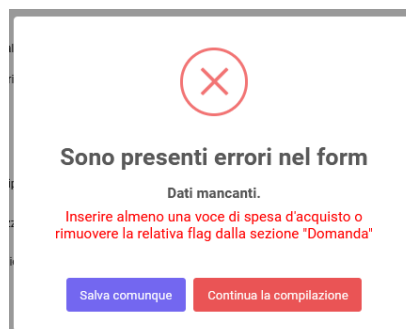 Sono presenti errori nel form
Dati mancanti.
Inserire almeno una voce di spesa d'acquisto o
rimuovere la relativa flag dalla sezione "Domanda"
Salva comunque
Continua la compilazione